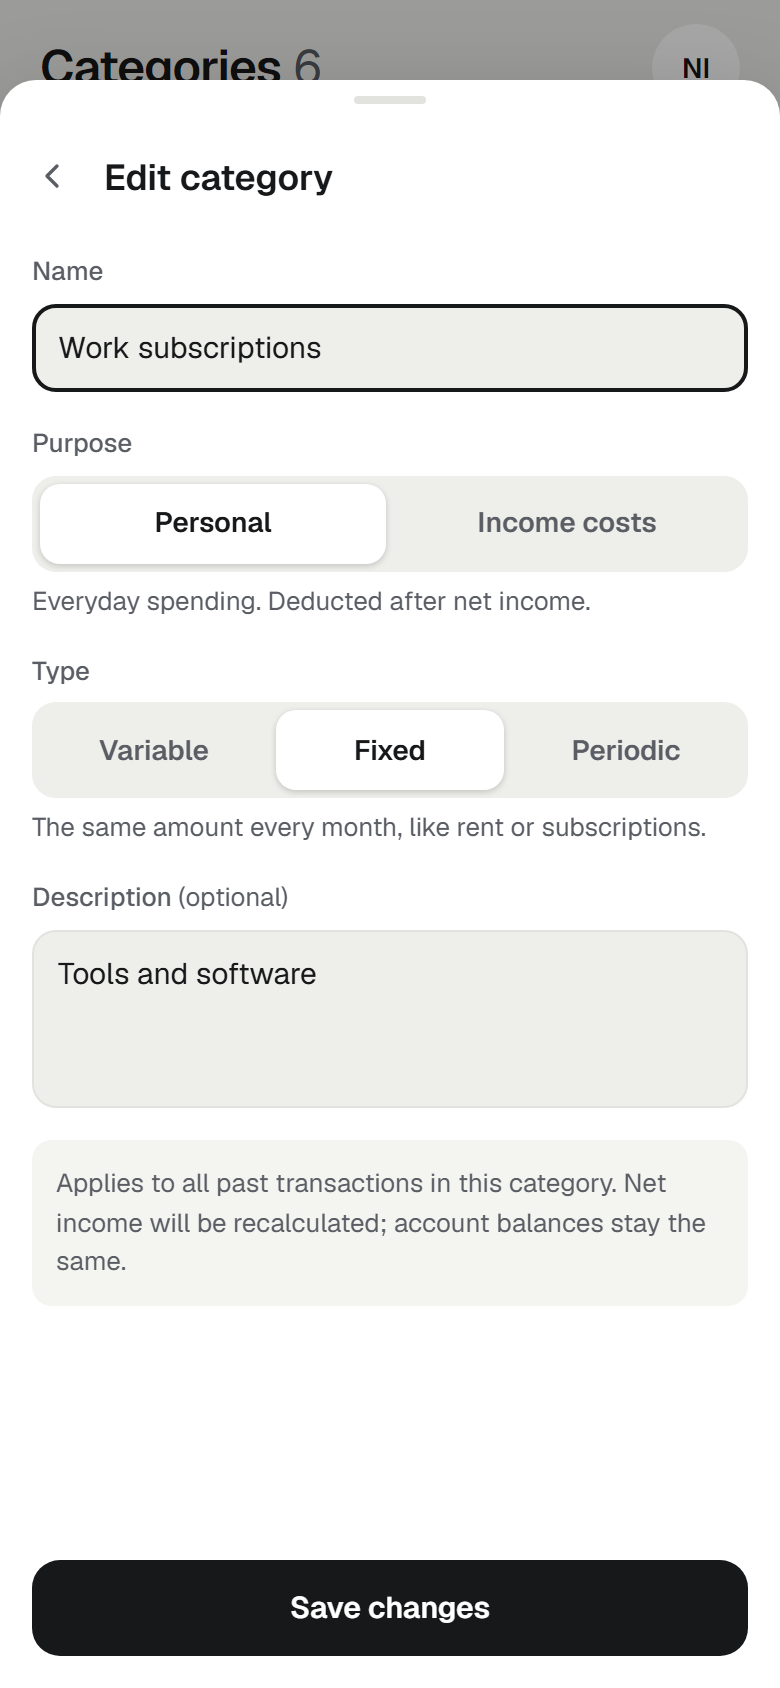 Categories 6
NI
Edit category
Name
Work subscriptions
Purpose
Personal
Income costs
Everyday spending. Deducted after net income.
Type
Variable
Fixed
Periodic
The same amount every month, like rent or subscriptions.
Description (optional)
Tools and software
Applies to all past transactions in this category. Net
income will be recalculated; account balances stay the
same.
Save changes